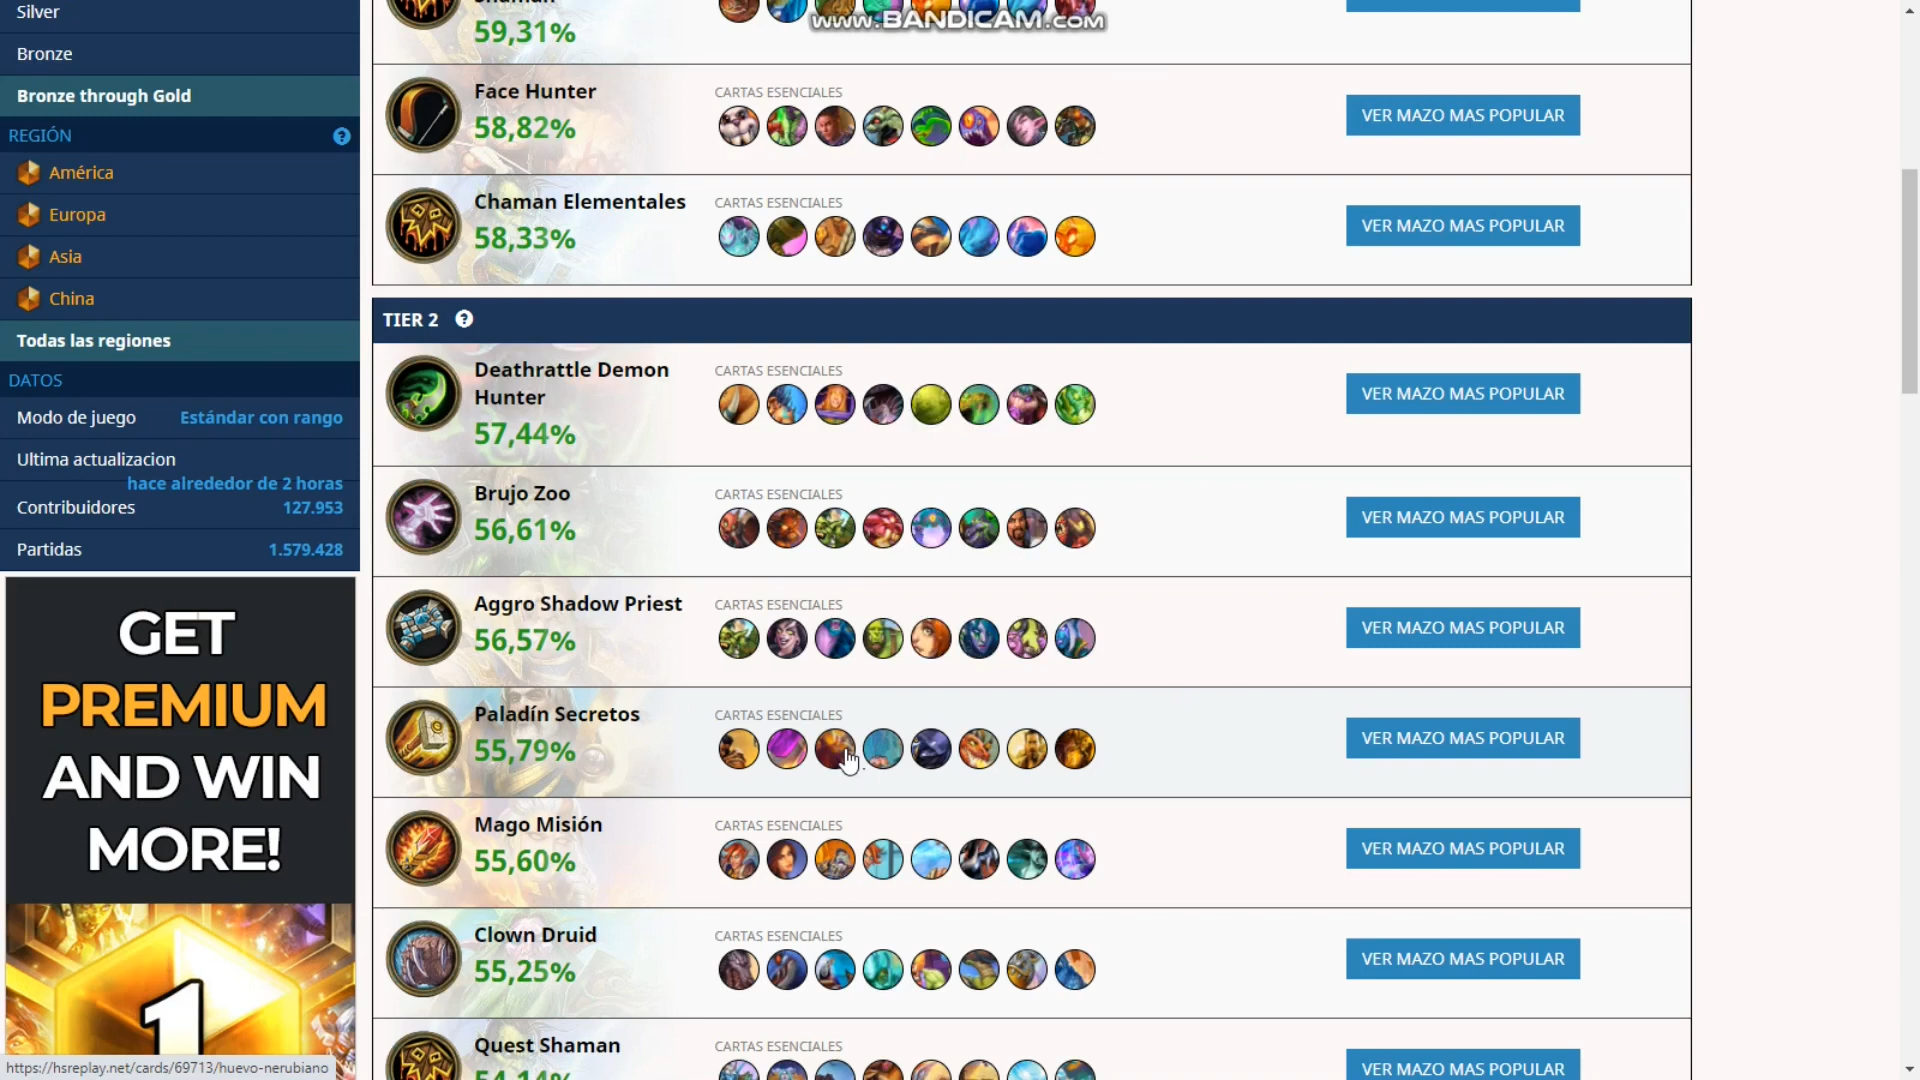 Silver
Bronze
Bronze through Gold
REGIÓN
América
Europa
Asia
China
Todas las regiones
DATOS
Modo de juego Estándar con rango
Ultima actualizacion
hace alrededor de 2 horas
Contribuidores 127.953
Partidas 1.579.428
GET
PREMIUM
AND WIN
MORE!
1
https://hsreplay.net/cards/69713/huevo-nerubiano
www.BANDICAM.com
Shaman
59,31%
Face Hunter
58,82%
CARTAS ESENCIALES
VER MAZO MAS POPULAR
Chaman Elementales
58,33%
CARTAS ESENCIALES
VER MAZO MAS POPULAR
TIER 2
Deathrattle Demon
Hunter
57,44%
CARTAS ESENCIALES
VER MAZO MAS POPULAR
Brujo Zoo
56,61%
CARTAS ESENCIALES
VER MAZO MAS POPULAR
Aggro Shadow Priest
56,57%
CARTAS ESENCIALES
VER MAZO MAS POPULAR
Paladín Secretos
55,79%
CARTAS ESENCIALES
VER MAZO MAS POPULAR
Mago Misión
55,60%
CARTAS ESENCIALES
VER MAZO MAS POPULAR
Clown Druid
55,25%
CARTAS ESENCIALES
VER MAZO MAS POPULAR
Quest Shaman
54,14%
CARTAS ESENCIALES
VER MAZO MAS POPULAR